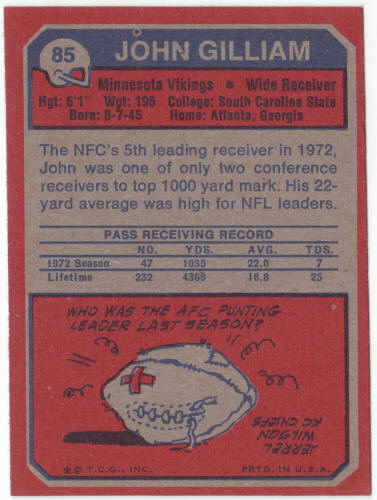 85
JOHN GILLIAM
Minnesota Vikings • Wide Receiver
Hgt: 6'1" Wgt: 195 College: South Carolina State
Born: 8-7-45 Home: Atlanta, Georgia
The NFC's 5th leading receiver in 1972,
John was one of only two conference
receivers to top 1000 yard mark. His 22-
yard average was high for NFL leaders.
PASS RECEIVING RECORD
NO. YDS. AVG. TDS
1972 Season 47 1035 22.0 7
Lifetime 232 4369 18.8 25
WHO WAS THE AFC PUNTING
LEADER LAST SEASON?
JERREL
WILSON
KC CHIEFS
* © T.C.G., INC. PRTD. IN U.S.A.